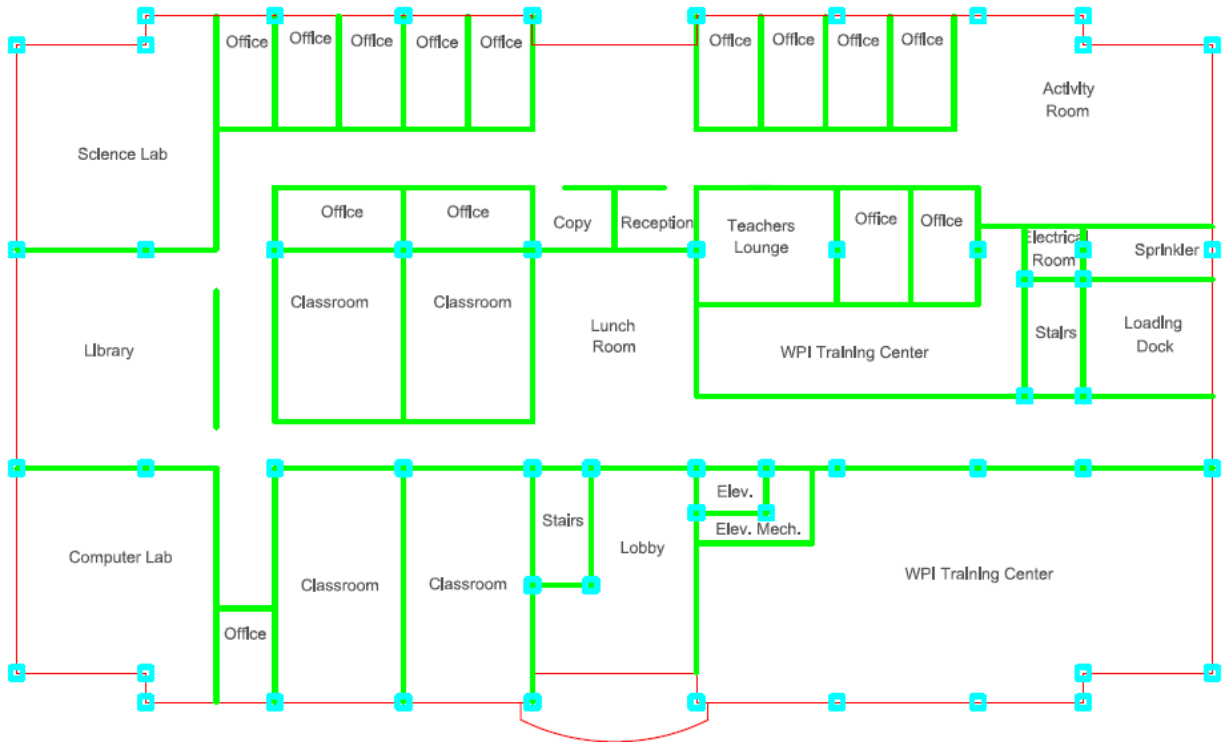 Office
Office
Office
Office
Office
Office
Office
Office
Office
Activity
Room
Science Lab
Office
Office
Copy
Reception
Teachers
Lounge
Office
Office
Electrical
Room
Sprinkler
Classroom
Classroom
Lunch
Room
Library
WPI Training Center
Stairs
Loading
Dock
Computer Lab
Classroom
Classroom
Stairs
Lobby
Elev.
Elev. Mech.
WPI Training Center
Office